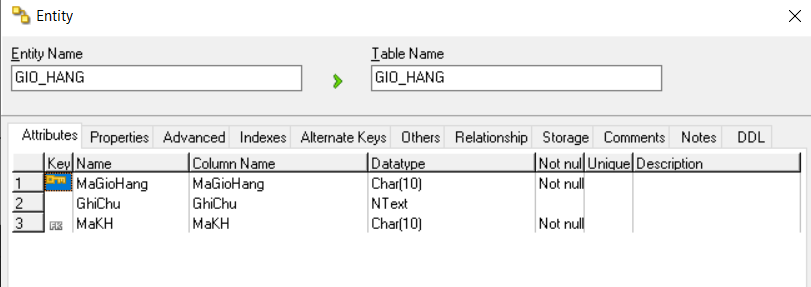 Entity
Entity Name Table Name
GIO_HANG GIO_HANG
Attributes Properties Advanced Indexes Alternate Keys Others Relationship Storage Comments Notes DDL
Key Name Column Name Datatype Not nul Unique Description
1 MaGioHang MaGioHang Char(10) Not null
2 GhiChu GhiChu NText
3 FK MaKH MaKH Char(10) Not null